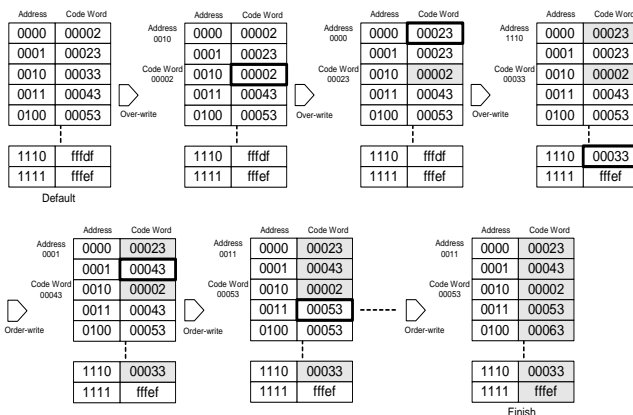 Address Code Word
0000 00002
0001 00023
0010 00033
0011 00043
0100 00053
1110 fffdf
1111 fffef
Default
Address
0010
Code Word
00002
Over-write
Address Code Word
0000 00002
0001 00023
0010 00002
0011 00043
0100 00053
1110 fffdf
1111 fffef
Address
0000
Code Word
00023
Over-write
Address Code Word
0000 00023
0001 00023
0010 00002
0011 00043
0100 00053
1110 fffdf
1111 fffef
Address
1110
Code Word
00033
Over-write
Address Code Word
0000 00023
0001 00023
0010 00002
0011 00043
0100 00053
1110 00033
1111 fffef
Address
0001
Code Word
00043
Order-write
Address Code Word
0000 00023
0001 00043
0010 00002
0011 00043
0100 00053
1110 00033
1111 fffef
Address
0011
Code Word
00053
Order-write
Address Code Word
0000 00023
0001 00043
0010 00002
0011 00053
0100 00053
1110 00033
1111 fffef
Address
0011
Code Word
00053
Order-write
Address Code Word
0000 00023
0001 00043
0010 00002
0011 00053
0100 00063
1110 00033
1111 fffef
Finish